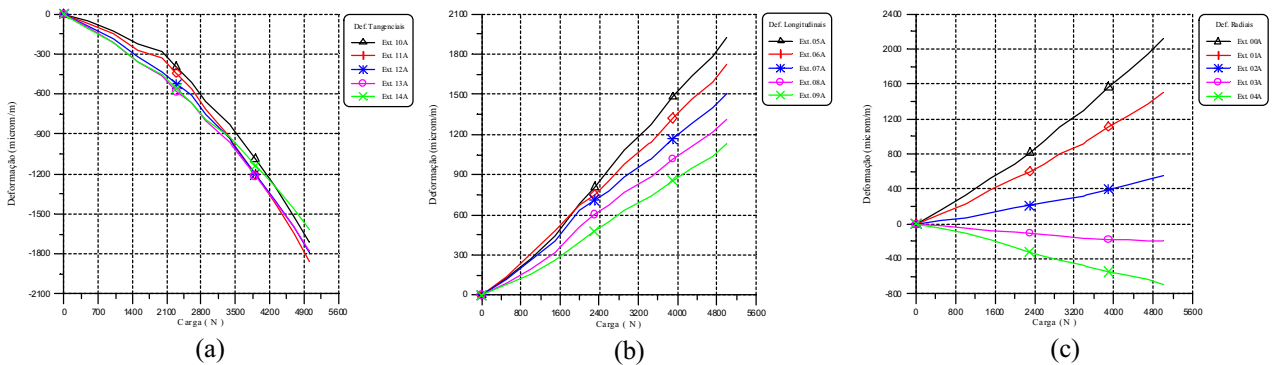 0
-300
-600
-900
-1200
-1500
-1800
-2100
Deformação (microm/m)
0 700 1400 2100 2800 3500 4200 4900 5600
Carga ( N )
Def. Tangenciais
Ext. 10A
Ext. 11A
Ext. 12A
Ext. 13A
Ext. 14A
(a)
2100
1800
1500
1200
900
600
300
0
Deformação (microm/m)
0 800 1600 2400 3200 4000 4800 5600
Carga ( N )
Def. Longitudinais
Ext. 05A
Ext. 06A
Ext. 07A
Ext. 08A
Ext. 09A
(b)
2400
2000
1600
1200
800
400
0
-400
-800
Deformação (microm/m)
0 800 1600 2400 3200 4000 4800 5600
Carga ( N )
Def. Radiais
Ext. 00A
Ext. 01A
Ext. 02A
Ext. 03A
Ext. 04A
(c)